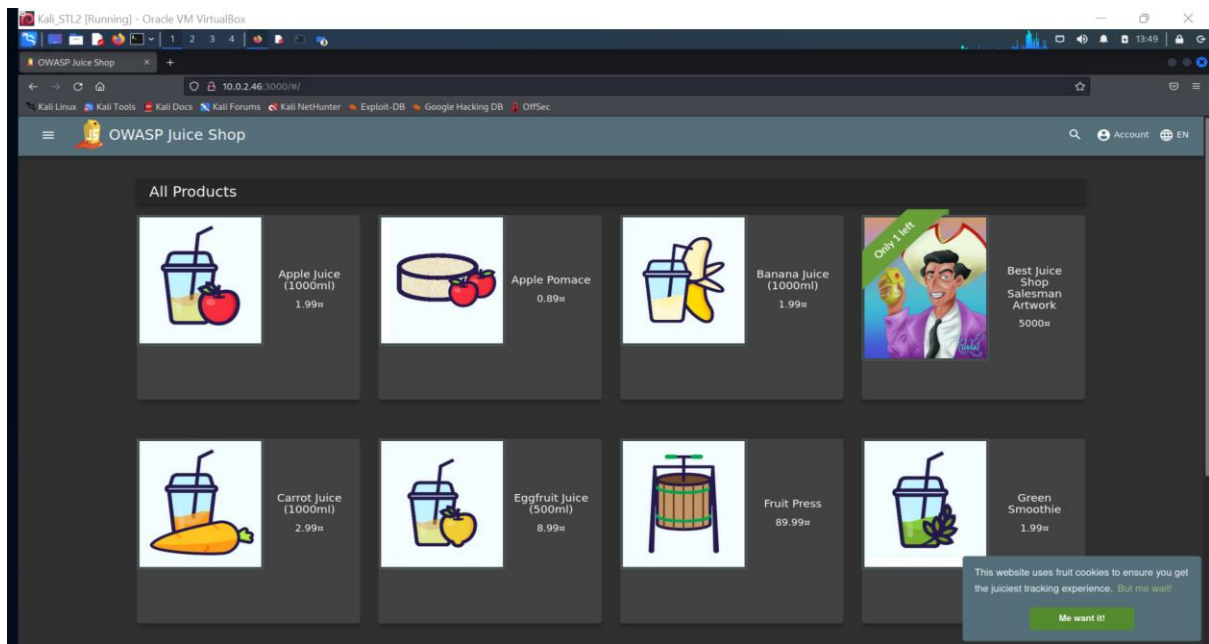 Kali_STL2 [Running] - Oracle VM VirtualBox
1 2 3 4
13:49
OWASP Juice Shop
10.0.2.46:3000/#/
Kali Linux Kali Tools Kali Docs Kali Forums Kali NetHunter Exploit-DB Google Hacking DB OffSec
OWASP Juice Shop
Account EN
All Products
Apple Juice
(1000ml)
1.99¤
Apple Pomace
0.89¤
Banana Juice
(1000ml)
1.99¤
Only 1 left
Best Juice
Shop
Salesman
Artwork
5000¤
Carrot Juice
(1000ml)
2.99¤
Eggfruit Juice
(500ml)
8.99¤
Fruit Press
89.99¤
Green
Smoothie
1.99¤
This website uses fruit cookies to ensure you get
the juiciest tracking experience. But me wait!
Me want it!